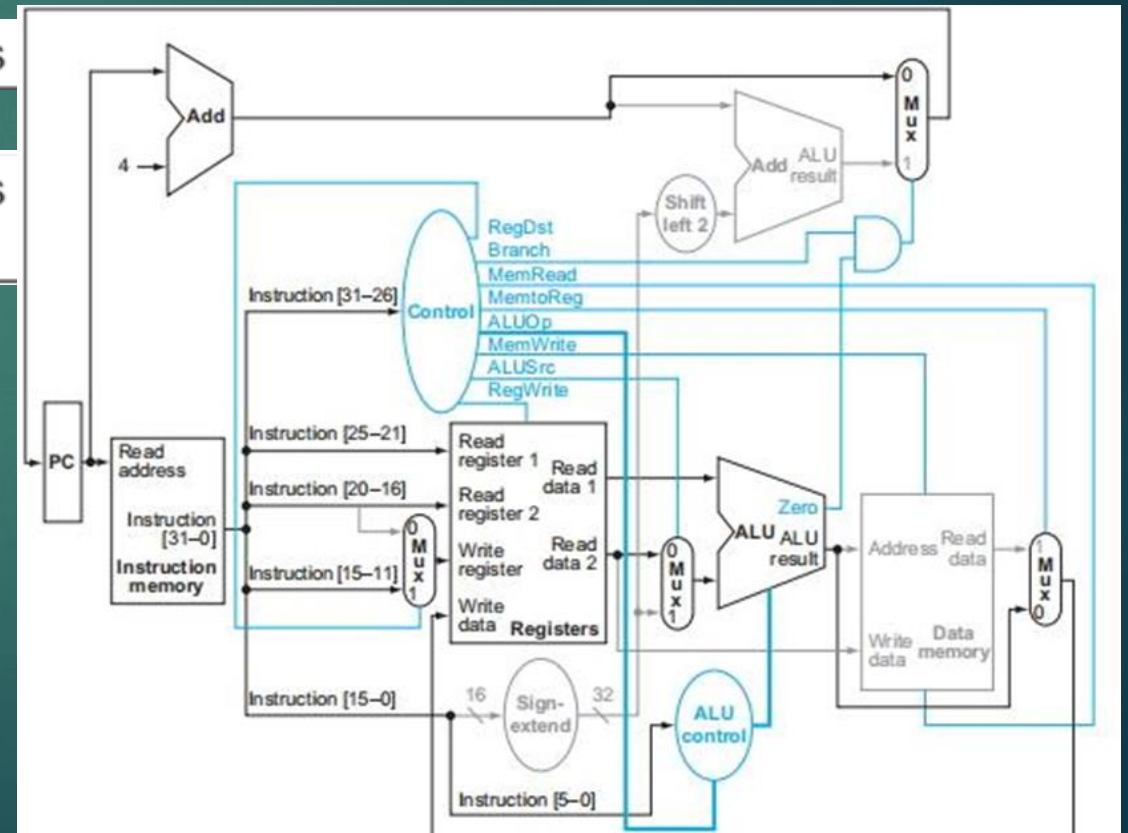 s
s
Add
4
0
M
u
x
1
Add
ALU
result
Shift
left 2
RegDst
Branch
MemRead
MemtoReg
ALUOp
MemWrite
ALUSrc
RegWrite
Instruction [31–26]
Control
PC
Read
address
Instruction
[31–0]
Instruction
memory
Instruction [25–21]
Instruction [20–16]
Instruction [15–11]
0
M
u
x
1
Read
register 1
Read
register 2
Write
register
Write
data
Read
data 1
Read
data 2
Registers
0
M
u
x
1
Zero
ALU
ALU
result
Address
Read
data
Write
data
Data
memory
1
M
u
x
0
Instruction [15–0]
16
Sign-
extend
32
ALU
control
Instruction [5–0]